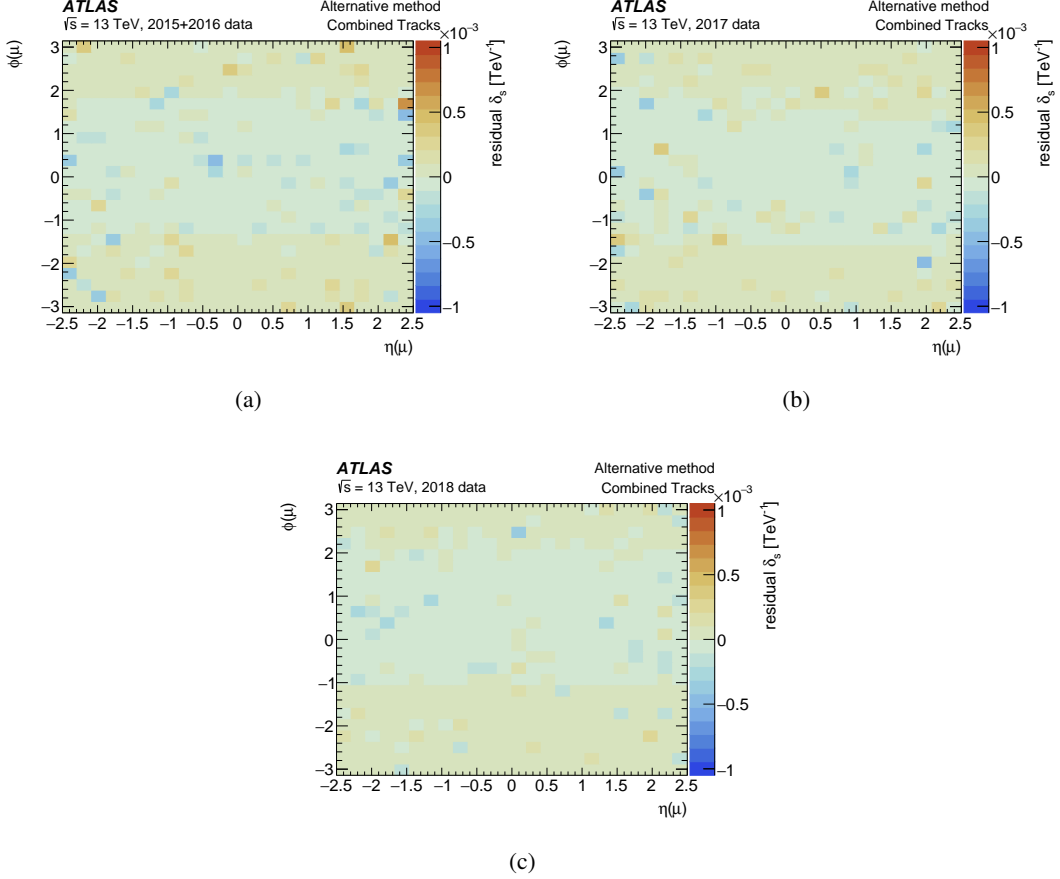 ATLAS Alternative method
√s = 13 TeV, 2015+2016 data Combined Tracks
×10⁻³
φ(μ)
3
2
1
0
−1
−2
−3
−2.5 −2 −1.5 −1 −0.5 0 0.5 1 1.5 2 2.5
η(μ)
1
0.5
0
−0.5
−1
residual δₛ [TeV⁻¹]
(a)
ATLAS Alternative method
√s = 13 TeV, 2017 data Combined Tracks
×10⁻³
φ(μ)
3
2
1
0
−1
−2
−3
−2.5 −2 −1.5 −1 −0.5 0 0.5 1 1.5 2 2.5
η(μ)
1
0.5
0
−0.5
−1
residual δₛ [TeV⁻¹]
(b)
ATLAS Alternative method
√s = 13 TeV, 2018 data Combined Tracks
×10⁻³
φ(μ)
3
2
1
0
−1
−2
−3
−2.5 −2 −1.5 −1 −0.5 0 0.5 1 1.5 2 2.5
η(μ)
1
0.5
0
−0.5
−1
residual δₛ [TeV⁻¹]
(c)